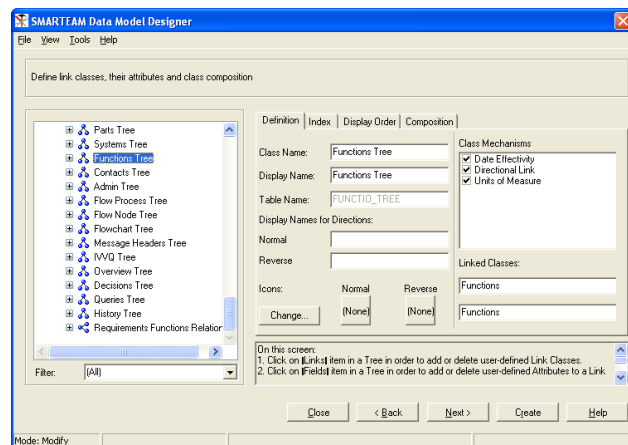 SMARTEAM Data Model Designer
File View Tools Help
Define link classes, their attributes and class composition
Parts Tree
Systems Tree
Functions Tree
Contacts Tree
Admin Tree
Flow Process Tree
Flow Node Tree
Flowchart Tree
Message Headers Tree
IVVQ Tree
Overview Tree
Decisions Tree
Queries Tree
History Tree
Requirements Functions Relation
Filter: (All)
Definition Index Display Order Composition
Class Name: Functions Tree
Display Name: Functions Tree
Table Name: FUNCTIO_TREE
Display Names for Directions:
Normal
Reverse
Icons: Normal Reverse
Change... (None) (None)
Class Mechanisms
Date Effectivity
Directional Link
Units of Measure
Linked Classes:
Functions
Functions
On this screen:
1. Click on |Links| item in a Tree in order to add or delete user-defined Link Classes.
2. Click on |Fields| item in a Tree in order to add or delete user-defined Attributes to a Link
Close < Back Next > Create Help
Mode: Modify